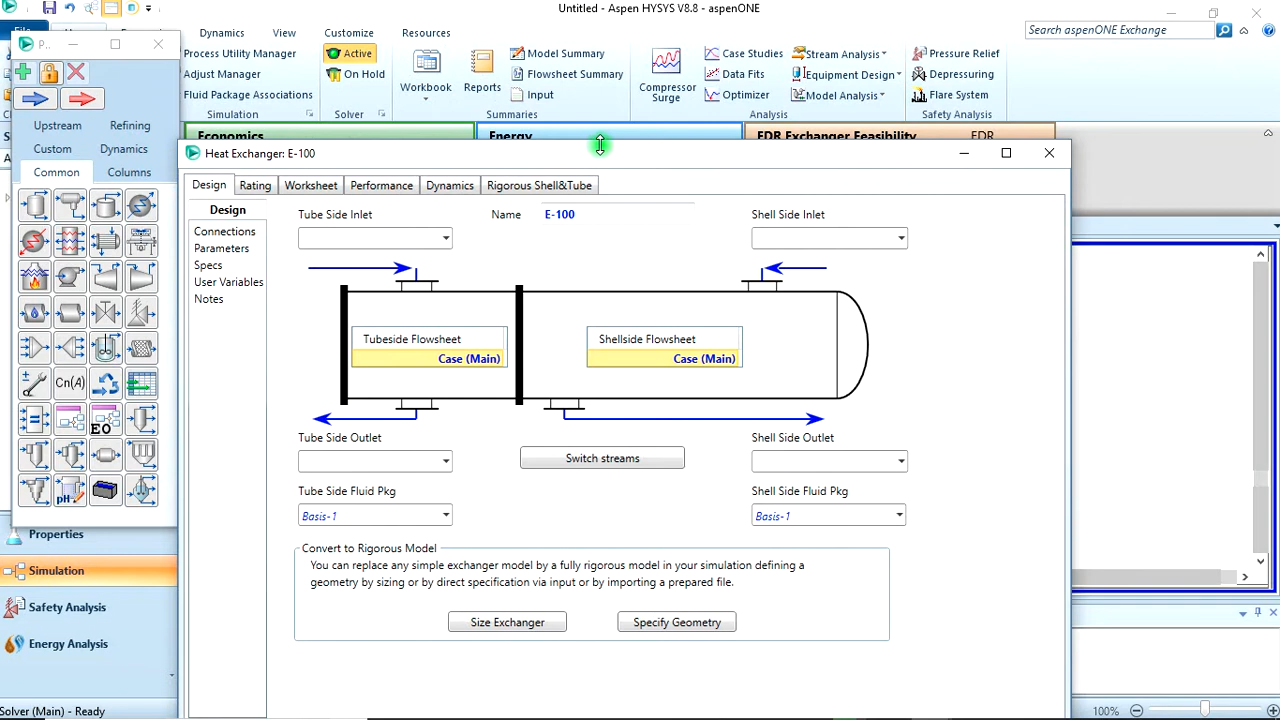 Untitled - Aspen HYSYS V8.8 - aspenONE
Dynamics View Customize Resources
Search aspenONE Exchange
Process Utility Manager
Adjust Manager
Fluid Package Associations
Simulation
Active
On Hold
Solver
Workbook
Reports
Model Summary
Flowsheet Summary
Input
Summaries
Compressor
Surge
Case Studies
Data Fits
Optimizer
Stream Analysis
Equipment Design
Model Analysis
Analysis
Pressure Relief
Depressuring
Flare System
Safety Analysis
Economics
Energy
EDR Exchanger Feasibility
EDR
P..
Upstream Refining
Custom Dynamics
Common Columns
Cn(A)
EO
pH
Properties
Simulation
Safety Analysis
Energy Analysis
Solver (Main) - Ready
100%
Heat Exchanger: E-100
Design Rating Worksheet Performance Dynamics Rigorous Shell&Tube
Design
Connections
Parameters
Specs
User Variables
Notes
Tube Side Inlet
Name E-100
Shell Side Inlet
Tubeside Flowsheet
Case (Main)
Shellside Flowsheet
Case (Main)
Tube Side Outlet
Switch streams
Shell Side Outlet
Tube Side Fluid Pkg
Basis-1
Shell Side Fluid Pkg
Basis-1
Convert to Rigorous Model
You can replace any simple exchanger model by a fully rigorous model in your simulation defining a
geometry by sizing or by direct specification via input or by importing a prepared file.
Size Exchanger
Specify Geometry